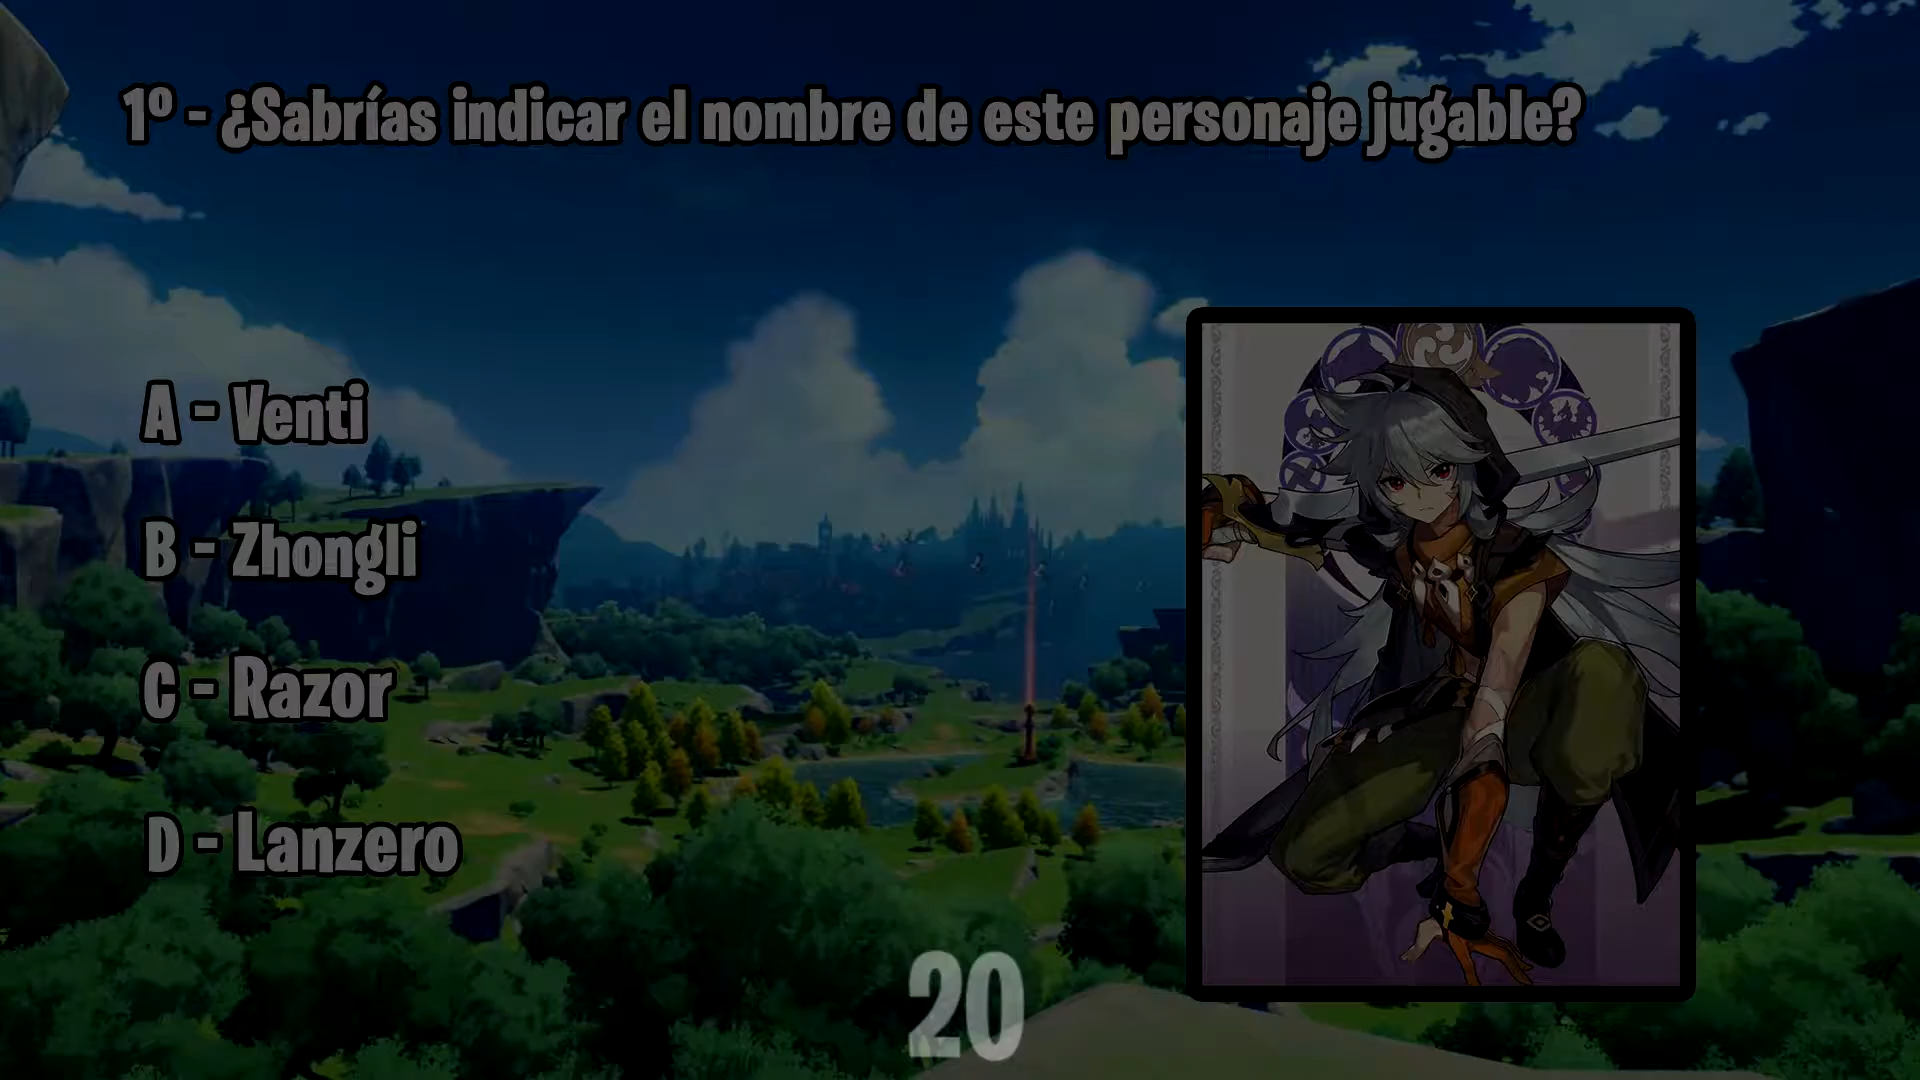 1º - ¿Sabrías indicar el nombre de este personaje jugable?
A - Venti
B - Zhongli
C - Razor
D - Lanzero
20